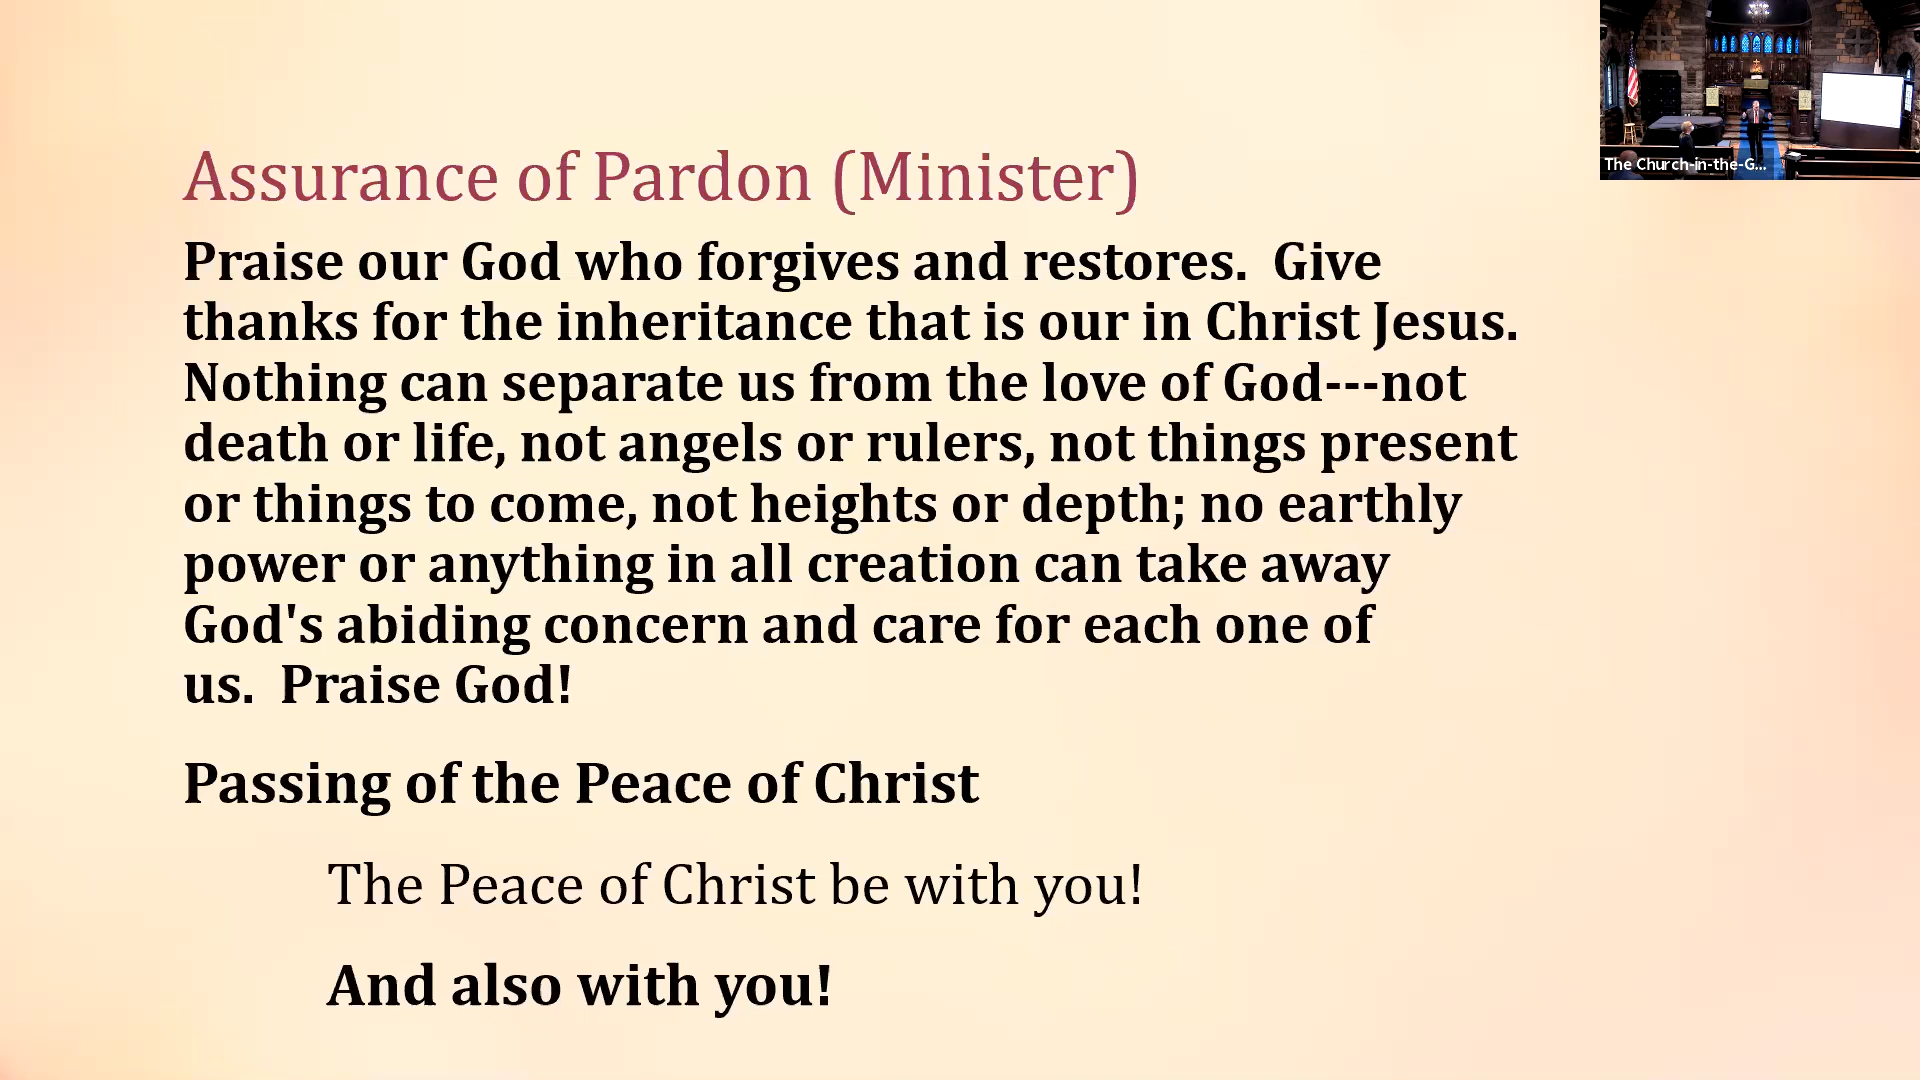 Assurance of Pardon (Minister)
Praise our God who forgives and restores.  Give
thanks for the inheritance that is our in Christ Jesus.
Nothing can separate us from the love of God---not
death or life, not angels or rulers, not things present
or things to come, not heights or depth; no earthly
power or anything in all creation can take away
God's abiding concern and care for each one of
us.  Praise God!
Passing of the Peace of Christ
The Peace of Christ be with you!
And also with you!
The Church-in-the-G...